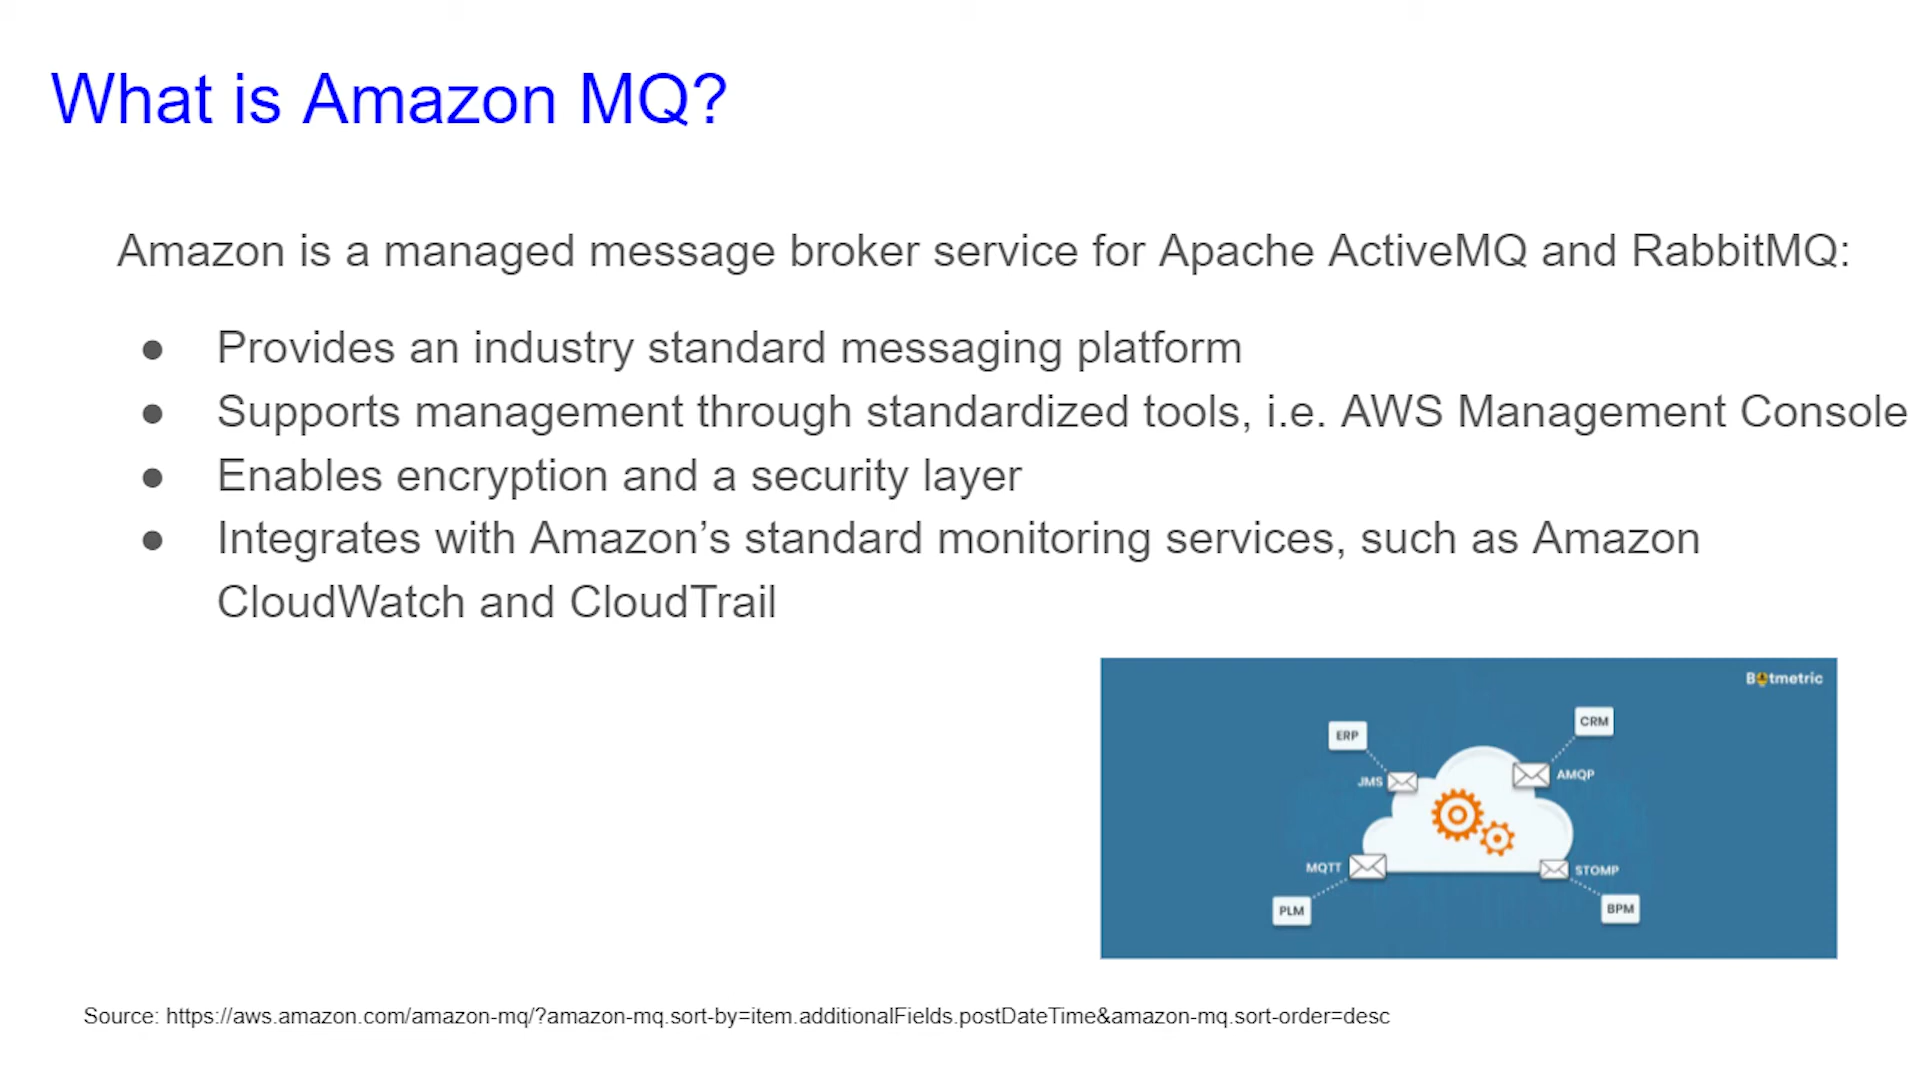 What is Amazon MQ?
Amazon is a managed message broker service for Apache ActiveMQ and RabbitMQ:
● Provides an industry standard messaging platform
● Supports management through standardized tools, i.e. AWS Management Console
● Enables encryption and a security layer
● Integrates with Amazon’s standard monitoring services, such as Amazon
CloudWatch and CloudTrail
Botmetric
ERP
CRM
JMS
AMQP
MQTT
STOMP
PLM
BPM
Source: https://aws.amazon.com/amazon-mq/?amazon-mq.sort-by=item.additionalFields.postDateTime&amazon-mq.sort-order=desc